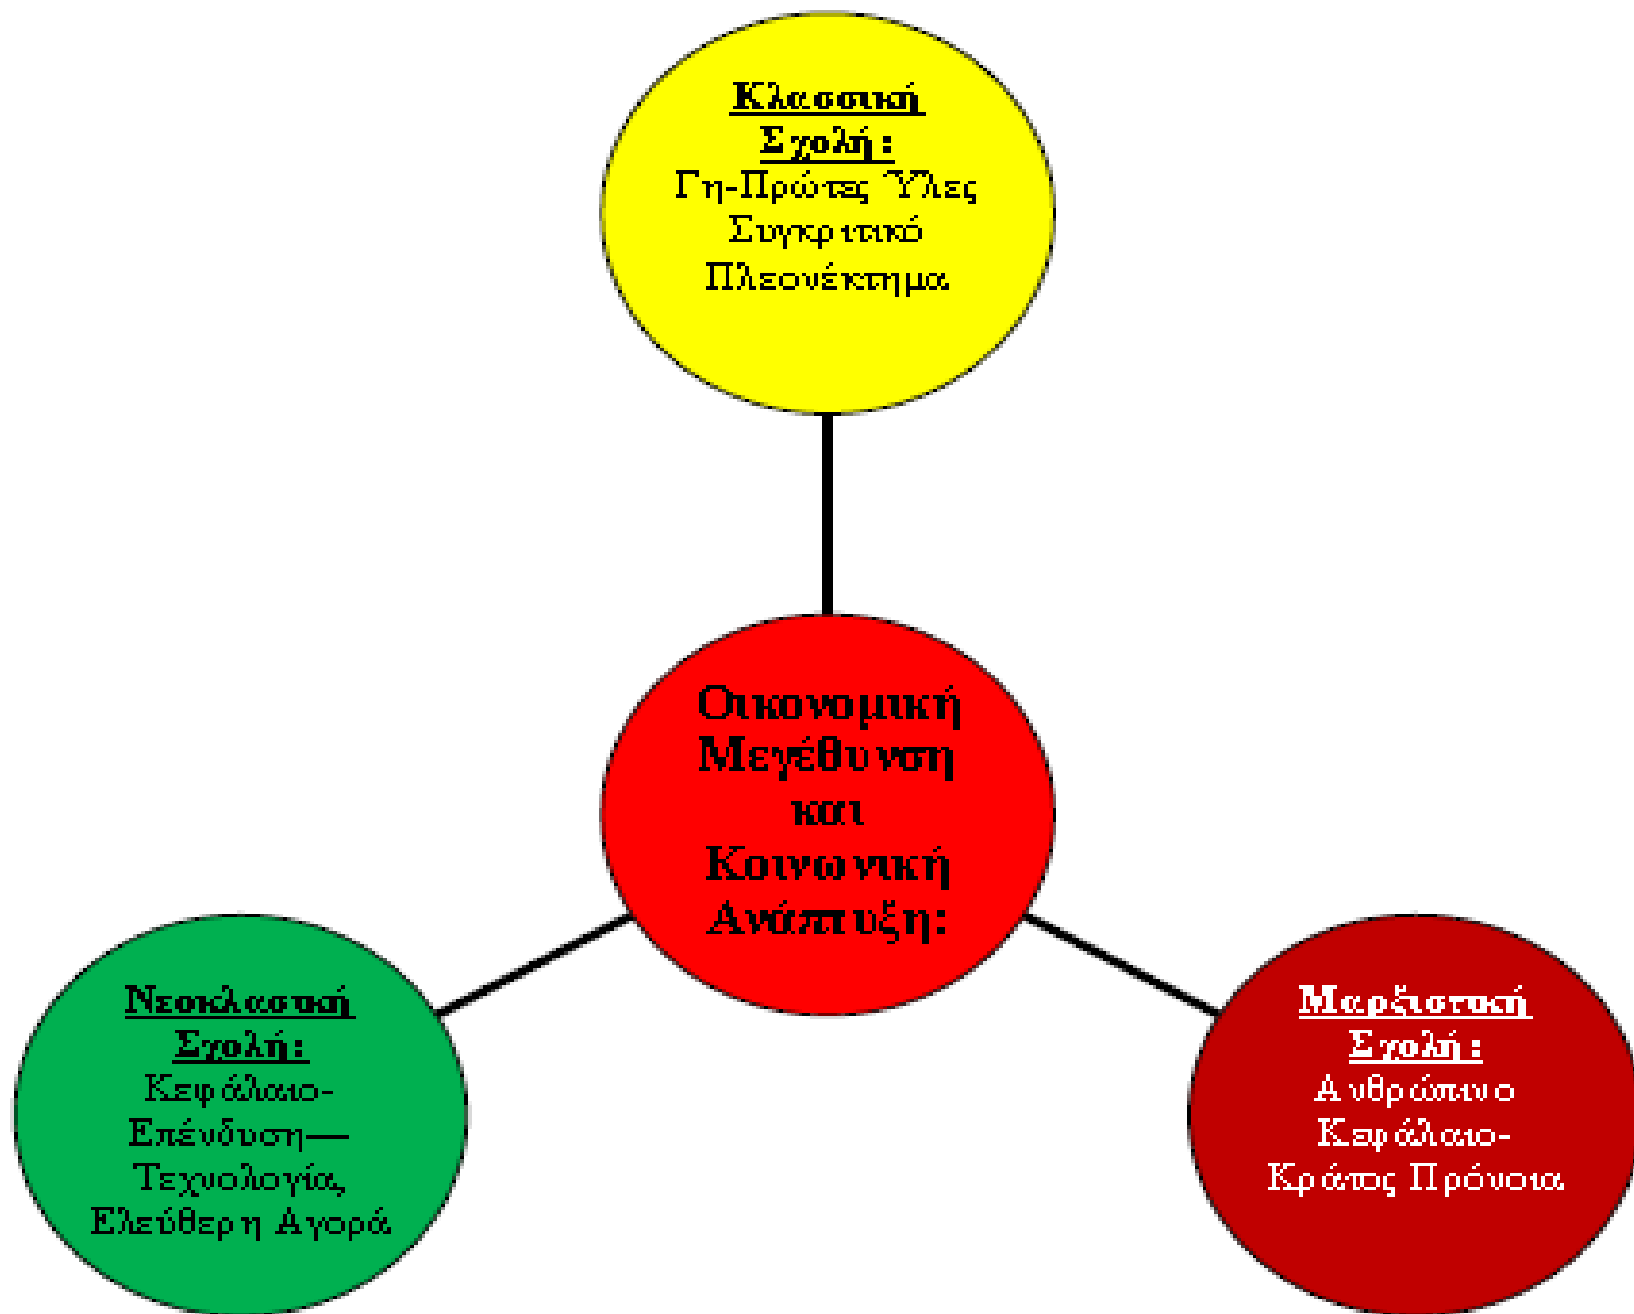 Κλασσική
Σχολή:
Γη-Πρώτες Ύλες
Συγκριτικό
Πλεονέκτημα
Οικονομική
Μεγέθυνση
και
Κοινωνική
Ανάπτυξη:
Νεοκλασική
Σχολή:
Κεφάλαιο-
Επένδυση—
Τεχνολογία,
Ελεύθερη Αγορά
Μαρξιστική
Σχολή:
Ανθρώπινο
Κεφάλαιο-
Κράτος Πρόνοια